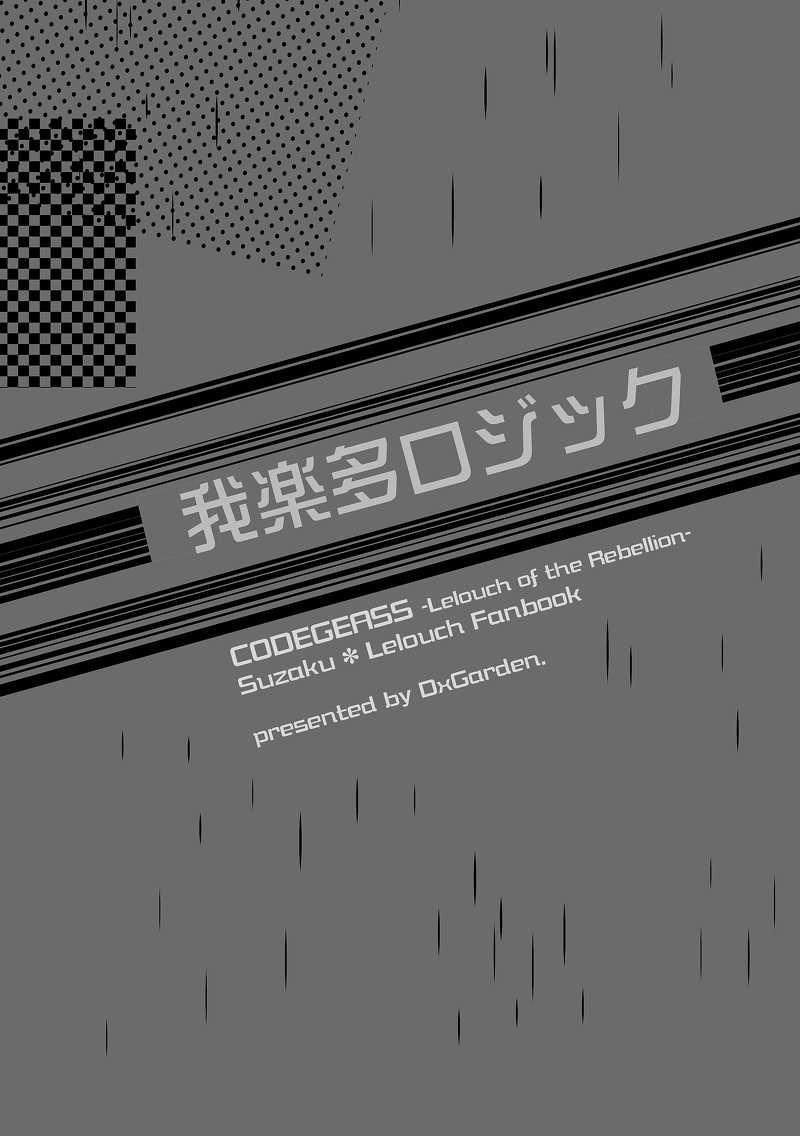 我楽多ロジック
CODEGEASS -Lelouch of the Rebellion-
Suzaku＊Lelouch Fanbook
presented by DxGarden.